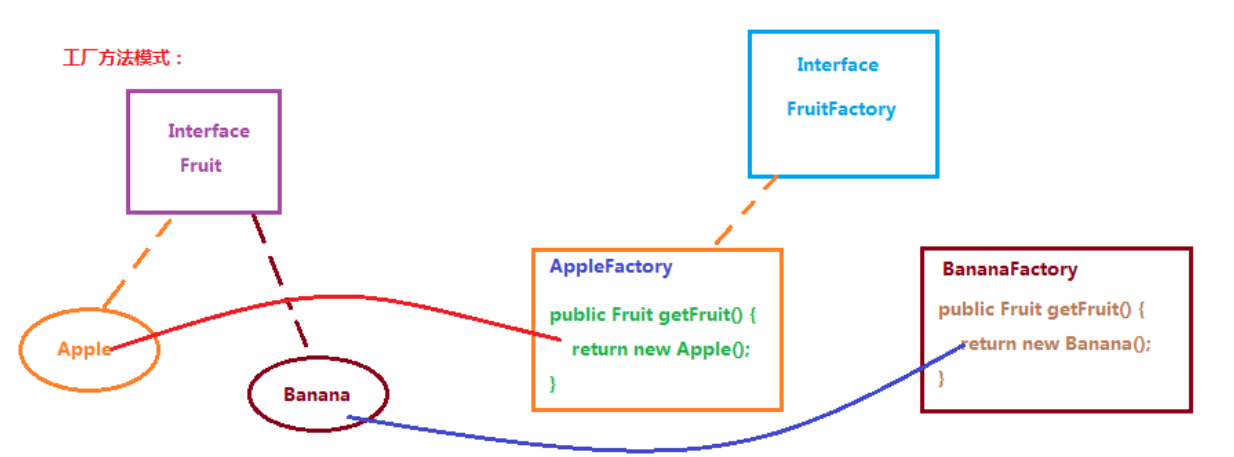 工厂方法模式：
Interface
Fruit
Apple
Banana
Interface
FruitFactory
AppleFactory
public Fruit getFruit() {
return new Apple();
}
BananaFactory
public Fruit getFruit() {
return new Banana();
}